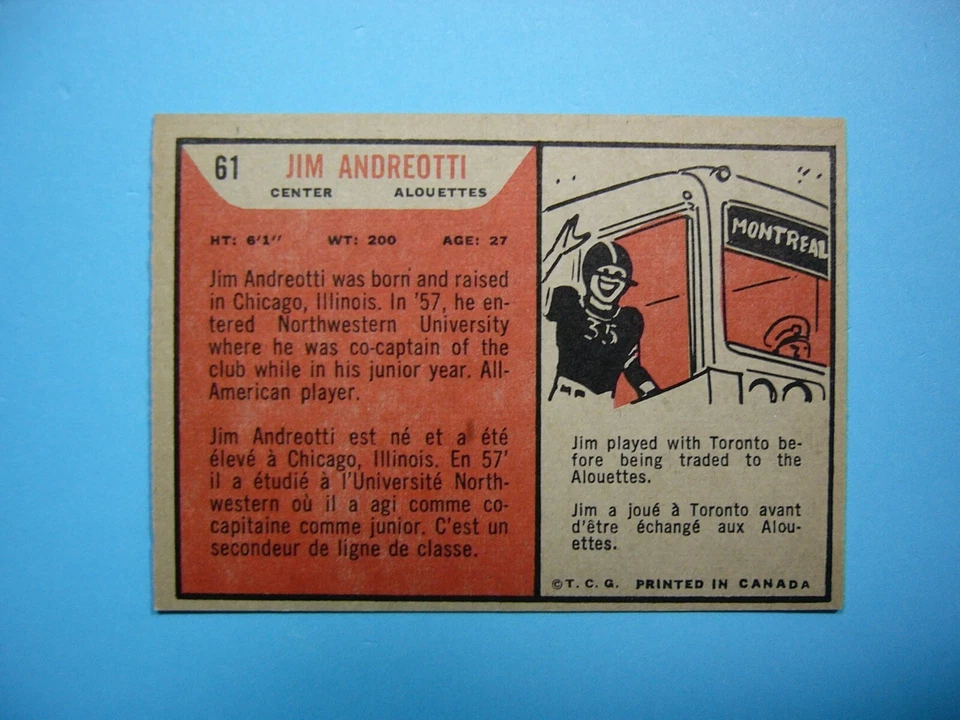 61 JIM ANDREOTTI
CENTER ALOUETTES
HT: 6'1" WT: 200 AGE: 27
Jim Andreotti was born and raised
in Chicago, Illinois. In '57, he en-
tered Northwestern University
where he was co-captain of the
club while in his junior year. All-
American player.
Jim Andreotti est né et a été
élevé à Chicago, Illinois. En 57'
il a étudié à l'Université North-
western où il a agi comme co-
capitaine comme junior. C'est un
secondeur de ligne de classe.
MONTREAL
35
Jim played with Toronto be-
fore being traded to the
Alouettes.
Jim a joué à Toronto avant
d'être échangé aux Alou-
ettes.
©T. C. G. PRINTED IN CANADA